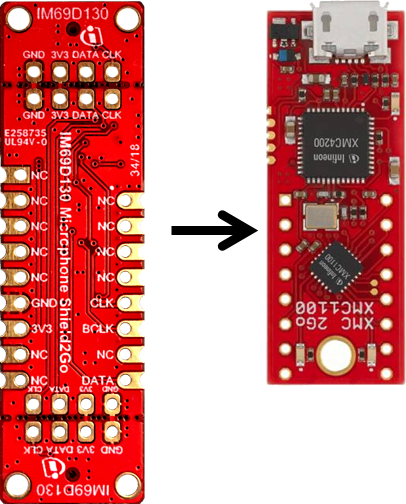 IM69D130
GND 3V3 DATA CLK
GND 3V3 DATA CLK
E258735
UL94V-0
34/18
IM69D130 Microphone Shield2Go
NC
NC
NC
NC
NC
NC
NC
NC
GND
CLK
3V3
BCLK
NC
NC
NC
DATA
CLK DATA 3V3 GND
CLK DATA 3V3 GND
IM69D130
Infineon
XMC4200
Infineon
XMC1100
XMC 2Go
XMC1100